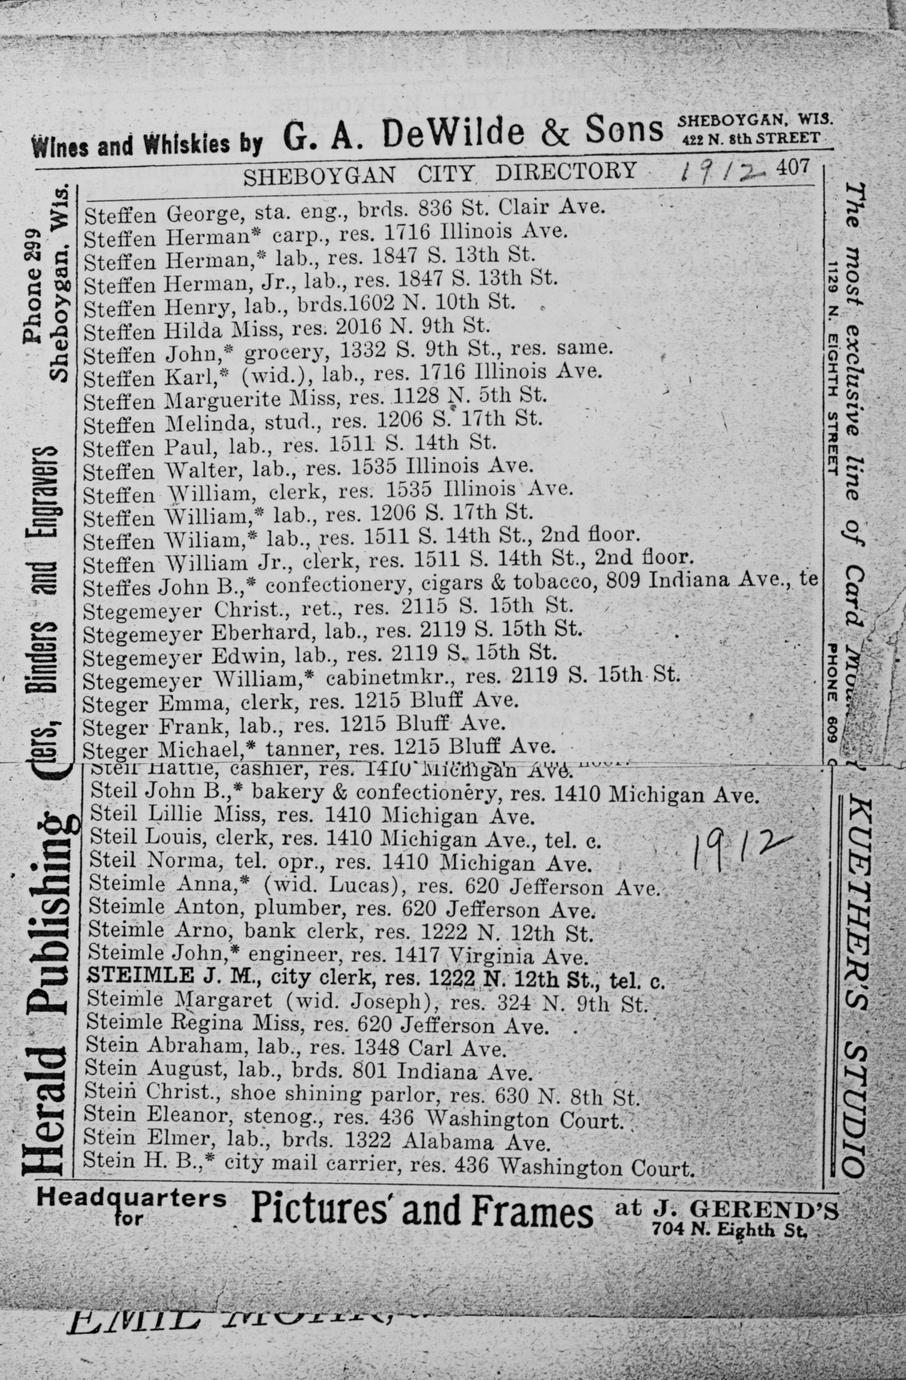 Wines and Whiskies by G. A. DeWilde & Sons SHEBOYGAN, WIS.
422 N. 8th STREET
SHEBOYGAN CITY DIRECTORY 1912 407
Steffen George, sta. eng., brds. 836 St. Clair Ave.
Steffen Herman* carp., res. 1716 Illinois Ave.
Steffen Herman,* lab., res. 1847 S. 13th St.
Steffen Herman, Jr., lab., res. 1847 S. 13th St.
Steffen Henry, lab., brds.1602 N. 10th St.
Steffen Hilda Miss, res. 2016 N. 9th St.
Steffen John,* grocery, 1332 S. 9th St., res. same.
Steffen Karl,* (wid.), lab., res. 1716 Illinois Ave.
Steffen Marguerite Miss, res. 1128 N. 5th St.
Steffen Melinda, stud., res. 1206 S. 17th St.
Steffen Paul, lab., res. 1511 S. 14th St.
Steffen Walter, lab., res. 1535 Illinois Ave.
Steffen William, clerk, res. 1535 Illinois Ave.
Steffen William,* lab., res. 1206 S. 17th St.
Steffen Wiliam,* lab., res. 1511 S. 14th St., 2nd floor.
Steffen William Jr., clerk, res. 1511 S. 14th St., 2nd floor.
Steffes John B.,* confectionery, cigars & tobacco, 809 Indiana Ave., te
Stegemeyer Christ., ret., res. 2115 S. 15th St.
Stegemeyer Eberhard, lab., res. 2119 S. 15th St.
Stegemeyer Edwin, lab., res. 2119 S. 15th St.
Stegemeyer William,* cabinetmkr., res. 2119 S. 15th St.
Steger Emma, clerk, res. 1215 Bluff Ave.
Steger Frank, lab., res. 1215 Bluff Ave.
Steger Michael,* tanner, res. 1215 Bluff Ave.
Steil Hattie, cashier, res. 1410 Michigan Ave.
Steil John B.,* bakery & confectionery, res. 1410 Michigan Ave.
Steil Lillie Miss, res. 1410 Michigan Ave.
Steil Louis, clerk, res. 1410 Michigan Ave., tel. c.
1912
Steil Norma, tel. opr., res. 1410 Michigan Ave.
Steimle Anna,* (wid. Lucas), res. 620 Jefferson Ave.
Steimle Anton, plumber, res. 620 Jefferson Ave.
Steimle Arno, bank clerk, res. 1222 N. 12th St.
Steimle John,* engineer, res. 1417 Virginia Ave.
STEIMLE J. M., city clerk, res. 1222 N. 12th St., tel. c.
Steimle Margaret (wid. Joseph), res. 324 N. 9th St.
Steimle Regina Miss, res. 620 Jefferson Ave.
Stein Abraham, lab., res. 1348 Carl Ave.
Stein August, lab., brds. 801 Indiana Ave.
Stein Christ., shoe shining parlor, res. 630 N. 8th St.
Stein Eleanor, stenog., res. 436 Washington Court.
Stein Elmer, lab., brds. 1322 Alabama Ave.
Stein H. B.,* city mail carrier, res. 436 Washington Court.
Headquarters for Pictures and Frames at J. GEREND'S
704 N. Eighth St.
Phone 299
Sheboygan, Wis.
ters, Binders and Engravers
Herald Publishing
The most exclusive line of Card
1129 N. EIGHTH STREET
PHONE 609
KUETHER'S STUDIO
EMIL